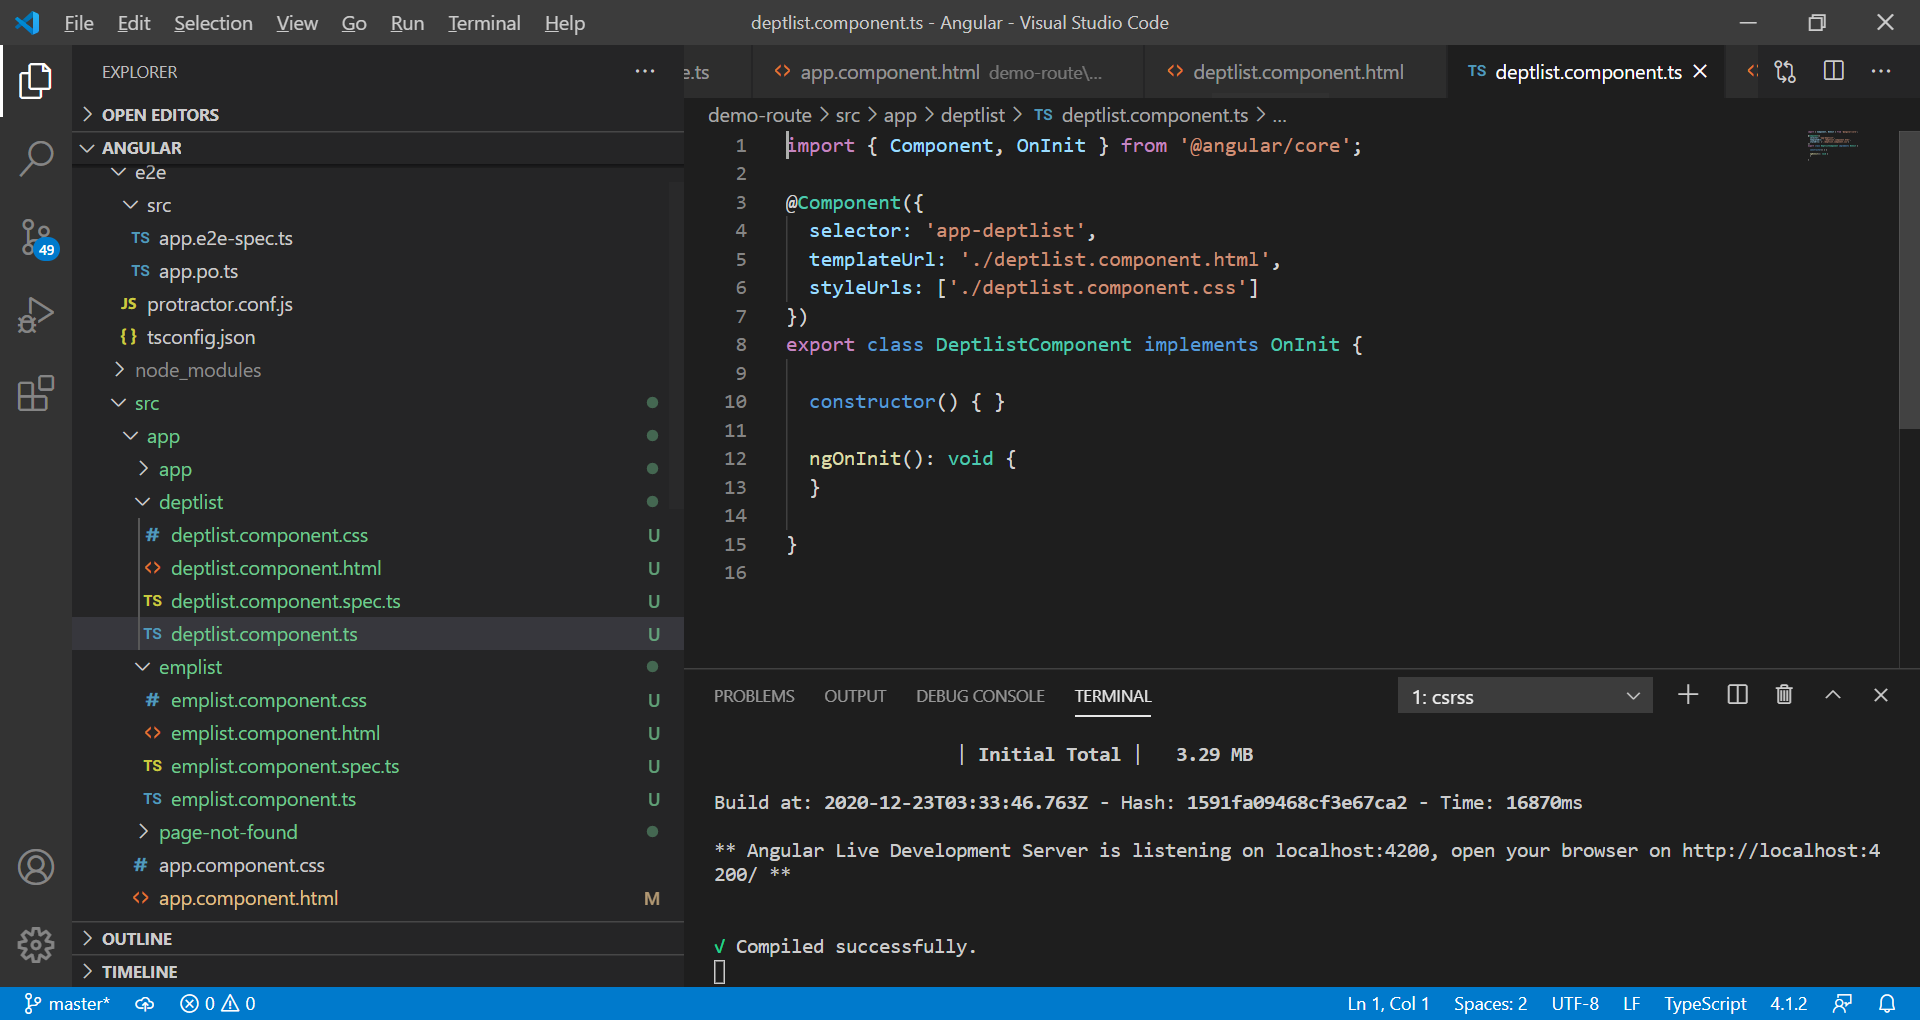 File Edit Selection View Go Run Terminal Help
deptlist.component.ts - Angular - Visual Studio Code
EXPLORER
OPEN EDITORS
ANGULAR
e2e
src
TS app.e2e-spec.ts
TS app.po.ts
JS protractor.conf.js
{} tsconfig.json
node_modules
src
app
app
deptlist
# deptlist.component.css U
<> deptlist.component.html U
TS deptlist.component.spec.ts U
TS deptlist.component.ts U
emplist
# emplist.component.css U
<> emplist.component.html U
TS emplist.component.spec.ts U
TS emplist.component.ts U
page-not-found
# app.component.css
<> app.component.html M
OUTLINE
TIMELINE
49
e.ts
<> app.component.html demo-route\...
<> deptlist.component.html
TS deptlist.component.ts
demo-route > src > app > deptlist > TS deptlist.component.ts > ...
1 import { Component, OnInit } from '@angular/core';
2
3 @Component({
4 selector: 'app-deptlist',
5 templateUrl: './deptlist.component.html',
6 styleUrls: ['./deptlist.component.css']
7 })
8 export class DeptlistComponent implements OnInit {
9
10 constructor() { }
11
12 ngOnInit(): void {
13 }
14
15 }
16
PROBLEMS OUTPUT DEBUG CONSOLE TERMINAL
1: csrss
| Initial Total | 3.29 MB
Build at: 2020-12-23T03:33:46.763Z - Hash: 1591fa09468cf3e67ca2 - Time: 16870ms
** Angular Live Development Server is listening on localhost:4200, open your browser on http://localhost:4
200/ **
√ Compiled successfully.
master* 0 0
Ln 1, Col 1 Spaces: 2 UTF-8 LF TypeScript 4.1.2